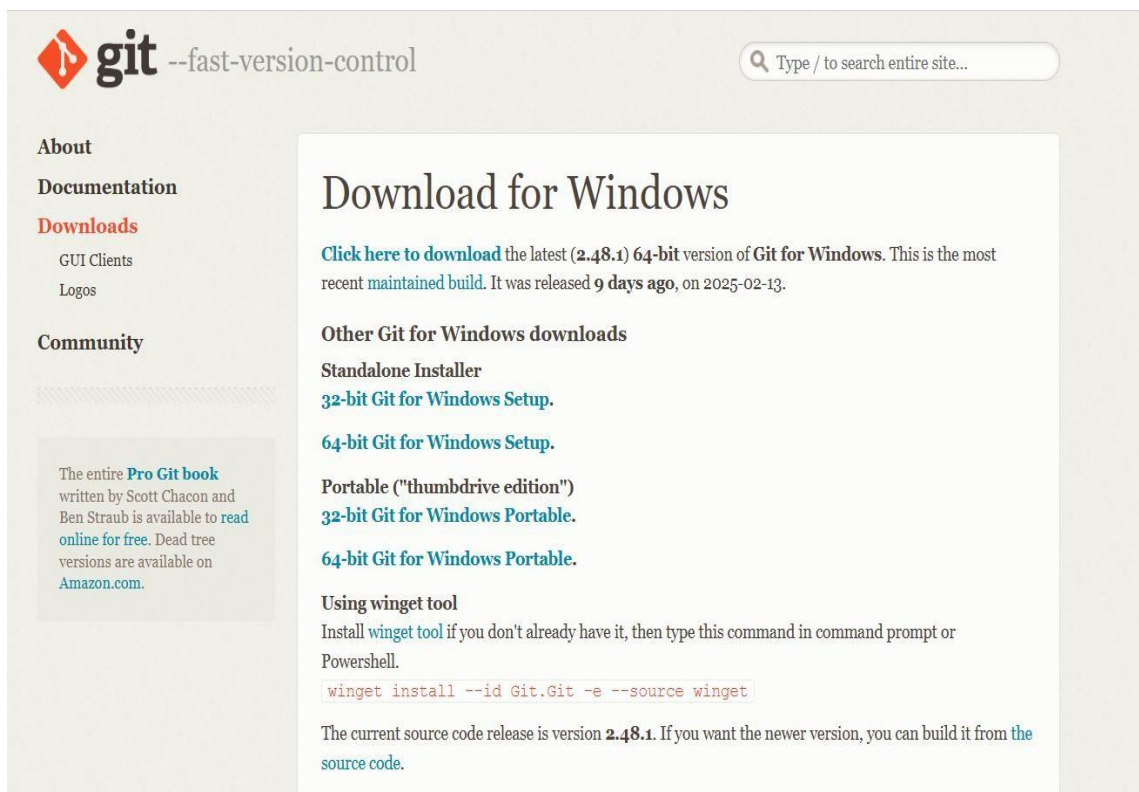 git --fast-version-control
Type / to search entire site...
About
Documentation
Downloads
GUI Clients
Logos
Community
The entire Pro Git book
written by Scott Chacon and
Ben Straub is available to read
online for free. Dead tree
versions are available on
Amazon.com.
Download for Windows
Click here to download the latest (2.48.1) 64-bit version of Git for Windows. This is the most
recent maintained build. It was released 9 days ago, on 2025-02-13.
Other Git for Windows downloads
Standalone Installer
32-bit Git for Windows Setup.
64-bit Git for Windows Setup.
Portable ("thumbdrive edition")
32-bit Git for Windows Portable.
64-bit Git for Windows Portable.
Using winget tool
Install winget tool if you don't already have it, then type this command in command prompt or
Powershell.
winget install --id Git.Git -e --source winget
The current source code release is version 2.48.1. If you want the newer version, you can build it from the
source code.